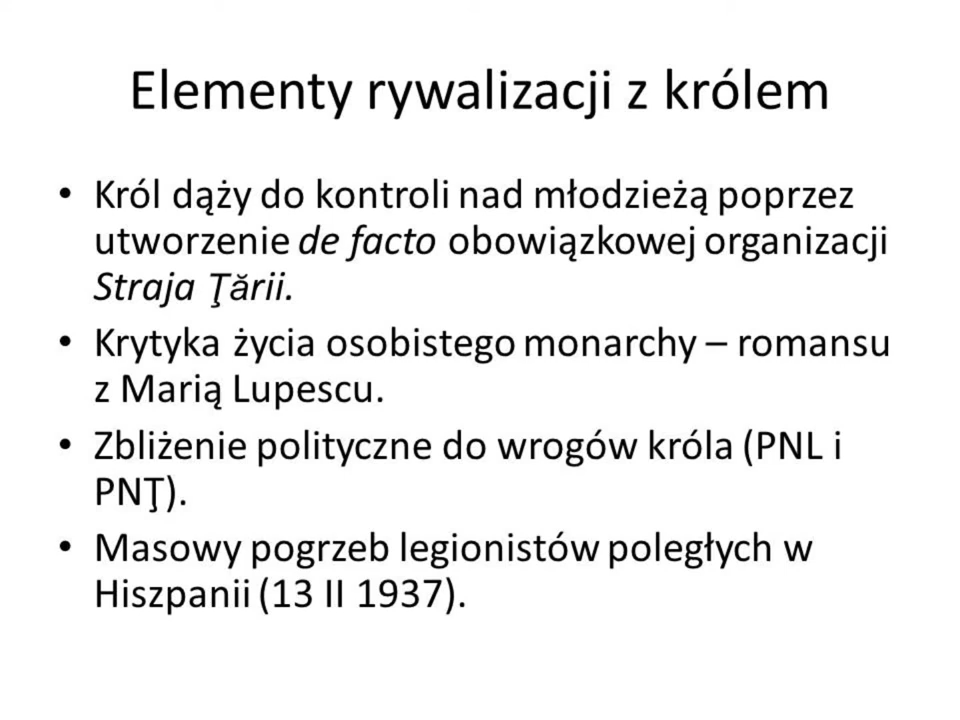 Elementy rywalizacji z królem
• Król dąży do kontroli nad młodzieżą poprzez
utworzenie de facto obowiązkowej organizacji
Straja Ţării.
• Krytyka życia osobistego monarchy – romansu
z Marią Lupescu.
• Zbliżenie polityczne do wrogów króla (PNL i
PNŢ).
• Masowy pogrzeb legionistów poległych w
Hiszpanii (13 II 1937).